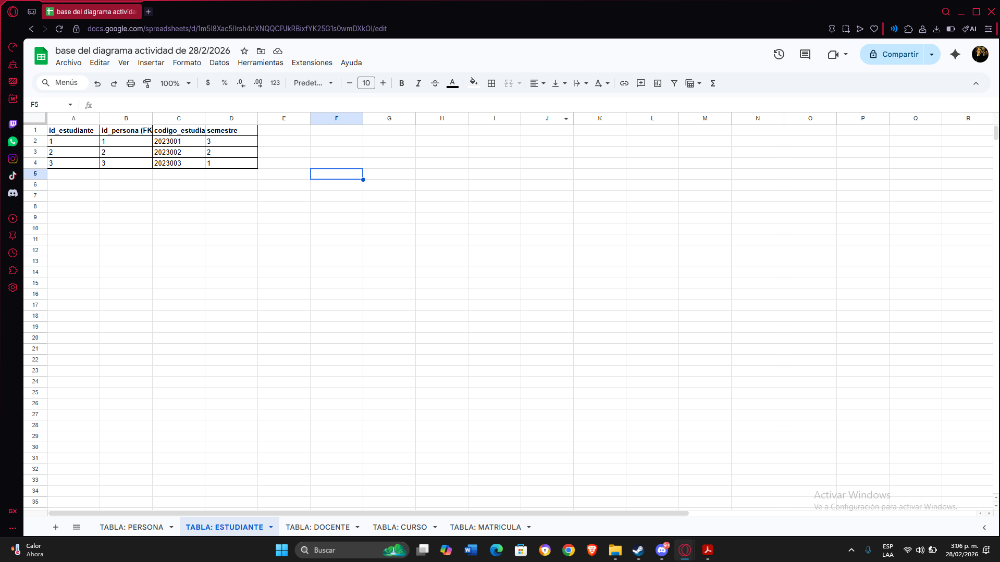 base del diagrama activida
docs.google.com/spreadsheets/d/1m5I8Xac5IIrsh4nXNQQCPJkRBixfYK25G1s0wmDXkOI/edit
AI
base del diagrama actividad de 28/2/2026
Archivo Editar Ver Insertar Formato Datos Herramientas Extensiones Ayuda
Compartir
Menús 100% $ % .0 .00 123 Predet... 10 B I A Σ
F5 fx
A B C D E F G H I J K L M N O P Q R
1 id_estudiante id_persona (FK codigo_estudia semestre
2 1 1 2023001 3
3 2 2 2023002 2
4 3 3 2023003 1
5
6
7
8
9
10
11
12
13
14
15
16
17
18
19
20
21
22
23
24
25
26
27
28
29
30
31
32
33
34
35
Activar Windows
Ve a Configuración para activar Windows.
GX
TABLA: PERSONA TABLA: ESTUDIANTE TABLA: DOCENTE TABLA: CURSO TABLA: MATRICULA
Calor
Ahora
Buscar
9+
ESP
LAA
3:06 p. m.
28/02/2026